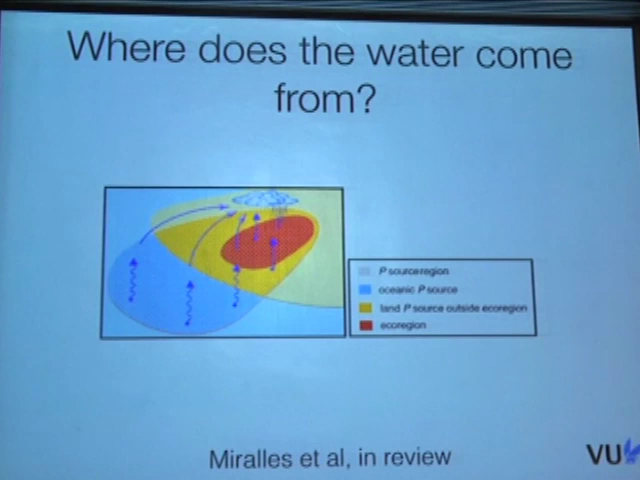 Where does the water come
from?
P source region
oceanic P source
land P source outside ecoregion
ecoregion
Miralles et al, in review
VU